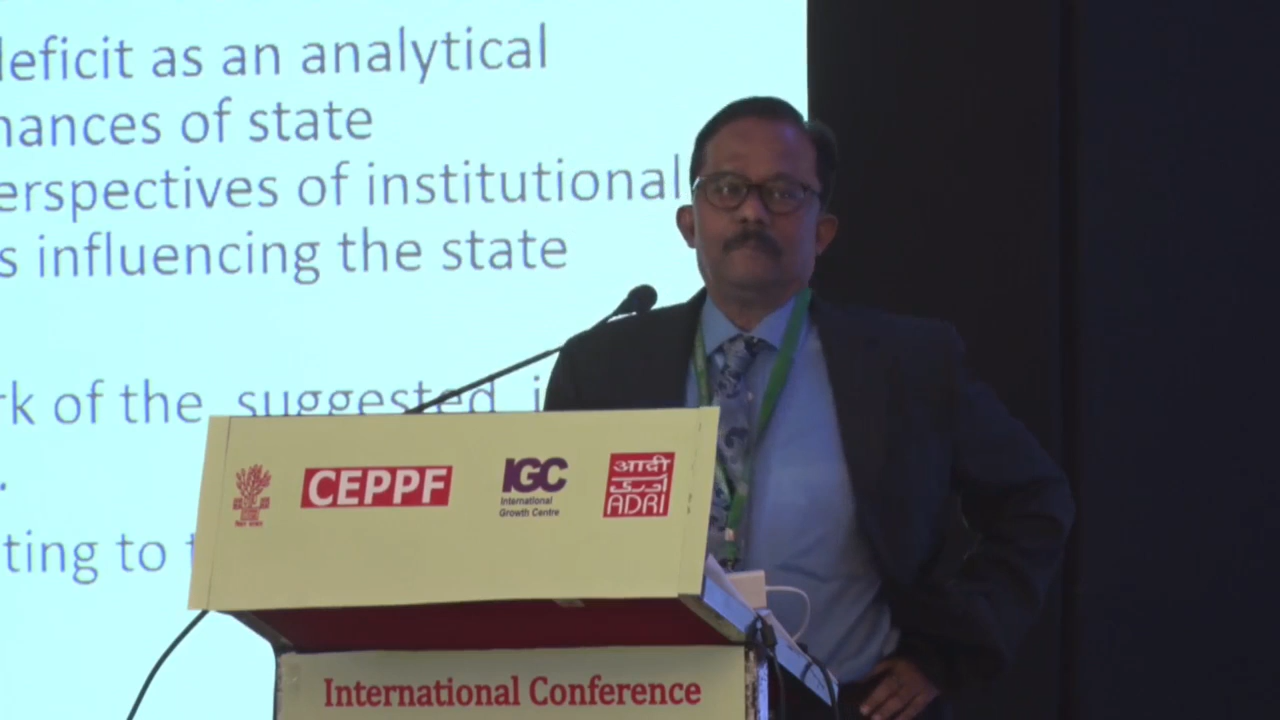 deficit as an analytical
nances of state
erspectives of institutional
s influencing the state
rk of the suggested
ting to
CEPPF
IGC
International
Growth Centre
आद्री
ADRI
International Conference